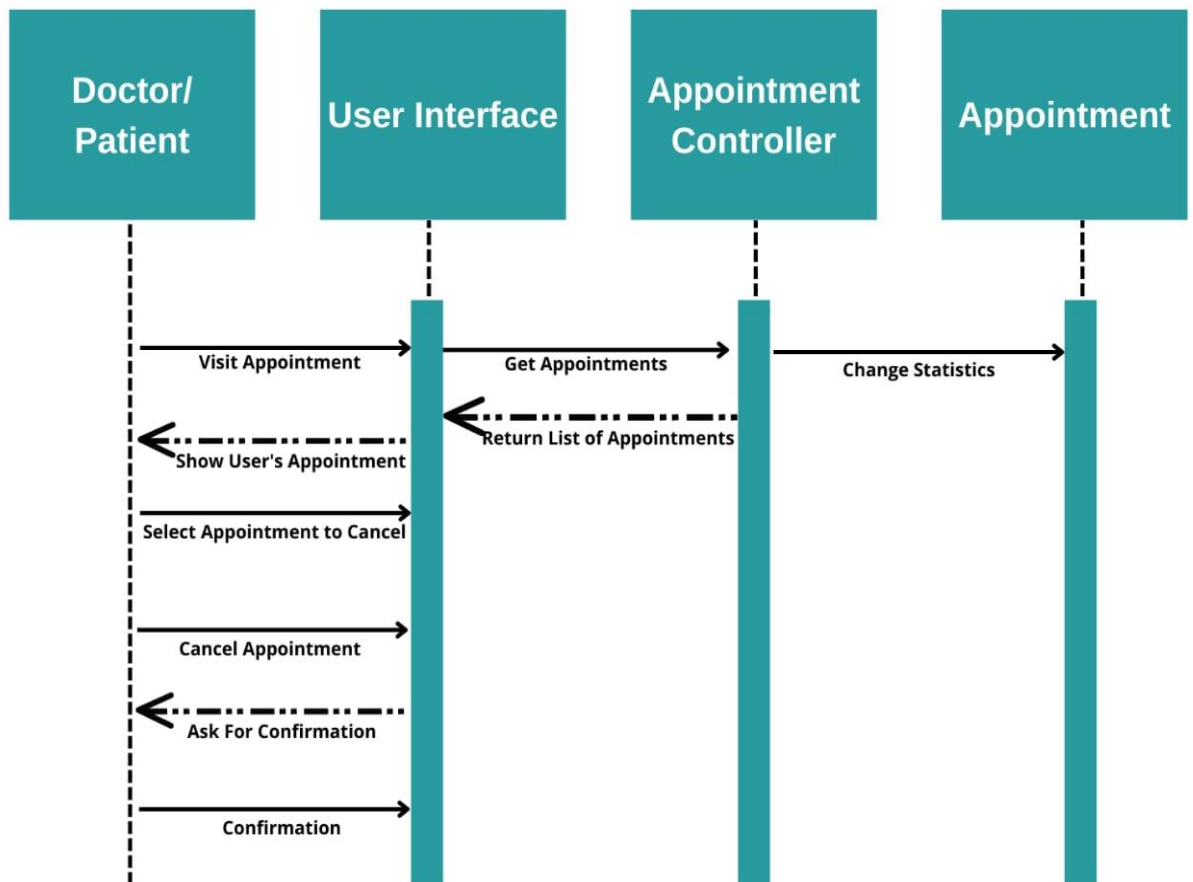 Doctor/
Patient
User Interface
Appointment
Controller
Appointment
Visit Appointment
Get Appointments
Change Statistics
Return List of Appointments
Show User's Appointment
Select Appointment to Cancel
Cancel Appointment
Ask For Confirmation
Confirmation